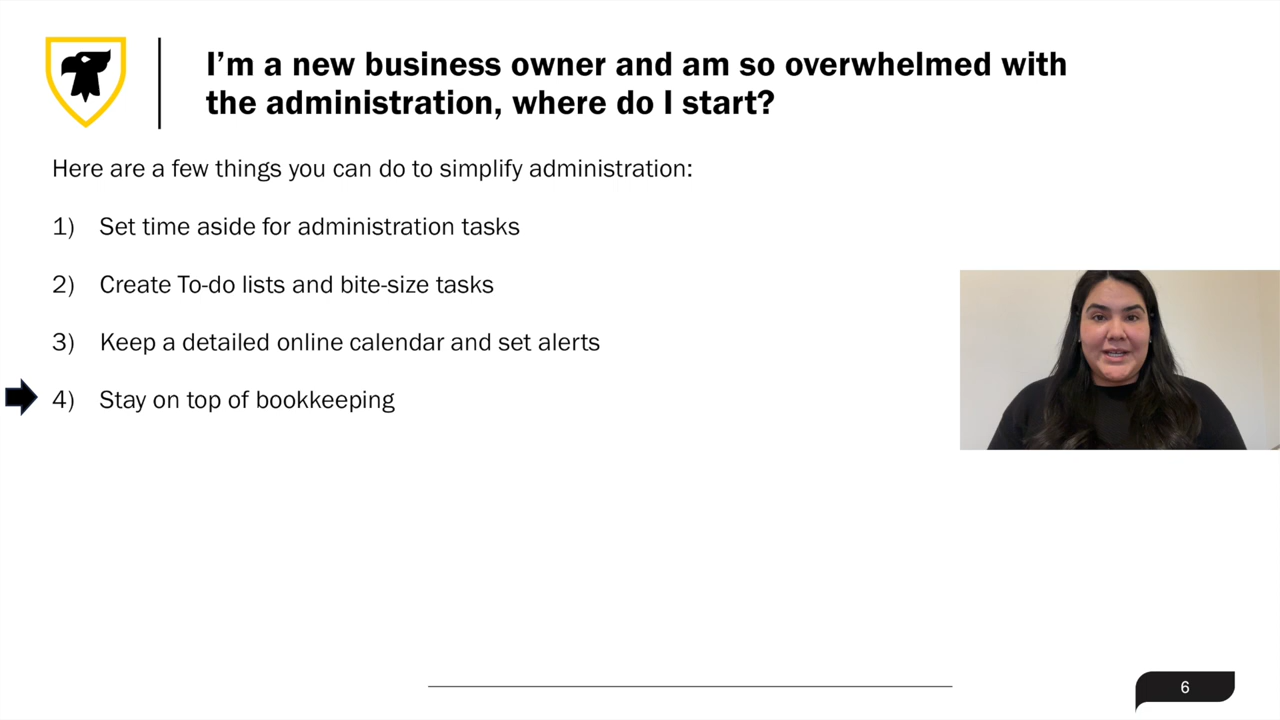 I’m a new business owner and am so overwhelmed with
the administration, where do I start?
Here are a few things you can do to simplify administration:
1) Set time aside for administration tasks
2) Create To-do lists and bite-size tasks
3) Keep a detailed online calendar and set alerts
4) Stay on top of bookkeeping
6